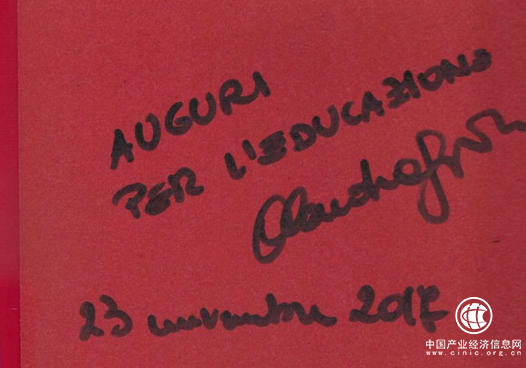 AUGURI
PER L'EDUCAZIONE
23 novembre 2017
中国产业经济信息网
www.cinic.org.cn